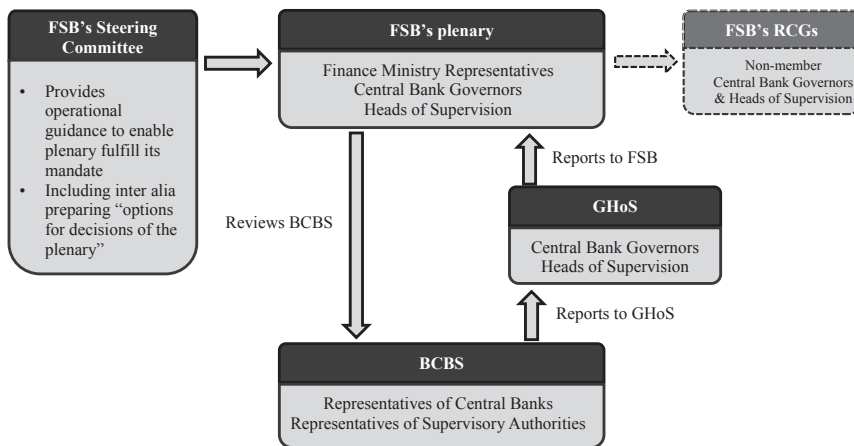 FSB’s Steering
Committee
• Provides
operational
guidance to enable
plenary fulfill its
mandate
• Including inter alia
preparing “options
for decisions of the
plenary”
FSB’s plenary
Finance Ministry Representatives
Central Bank Governors
Heads of Supervision
FSB’s RCGs
Non-member
Central Bank Governors
& Heads of Supervision
Reviews BCBS
Reports to FSB
GHoS
Central Bank Governors
Heads of Supervision
Reports to GHoS
BCBS
Representatives of Central Banks
Representatives of Supervisory Authorities